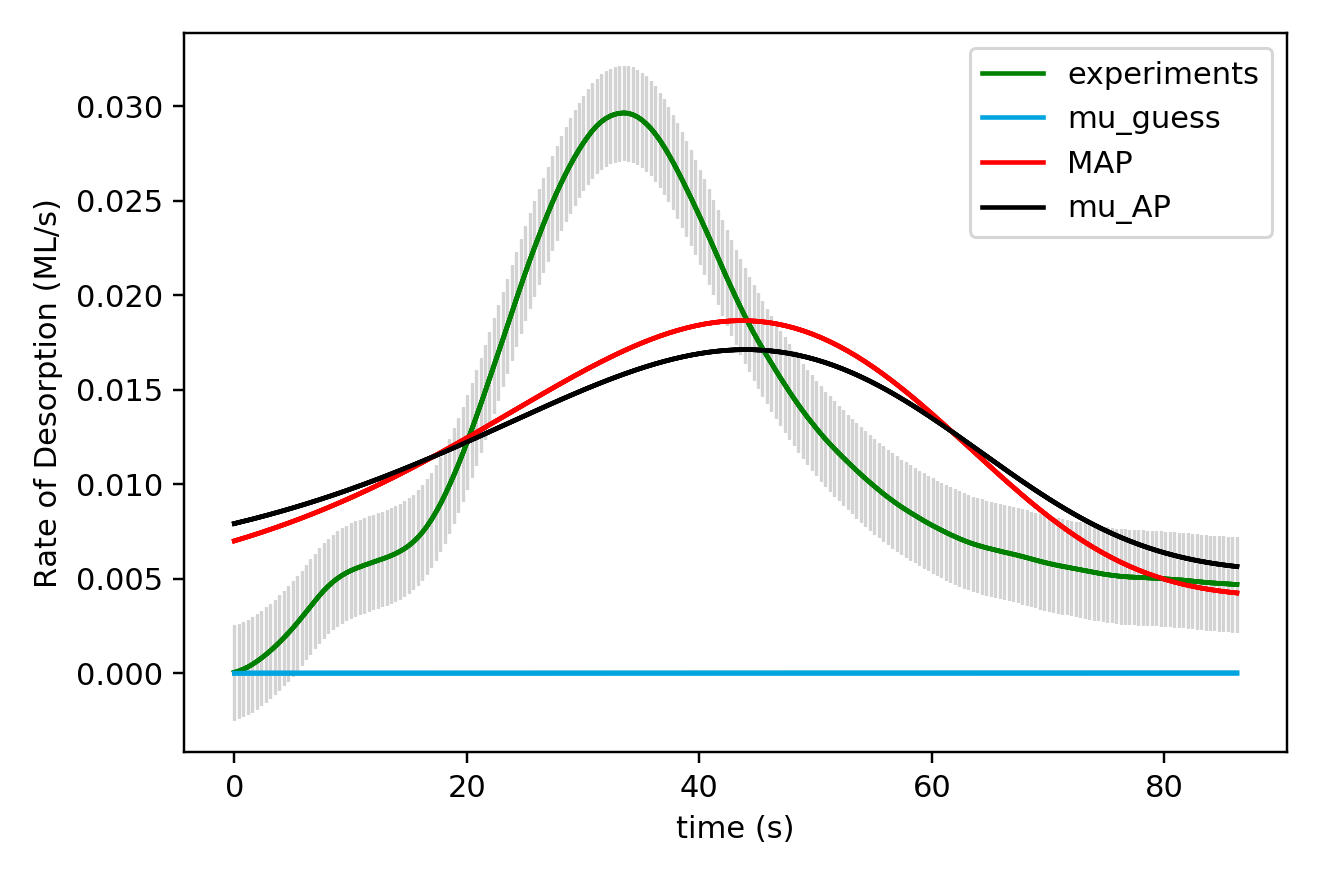 Rate of Desorption (ML/s)
0.030
0.025
0.020
0.015
0.010
0.005
0.000
experiments
mu_guess
MAP
mu_AP
0 20 40 60 80
time (s)